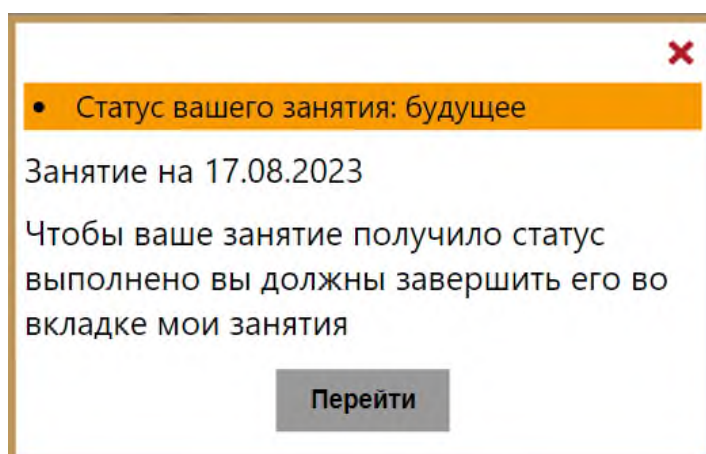 • Статус вашего занятия: будущее
Занятие на 17.08.2023
Чтобы ваше занятие получило статус
выполнено вы должны завершить его во
вкладке мои занятия
Перейти